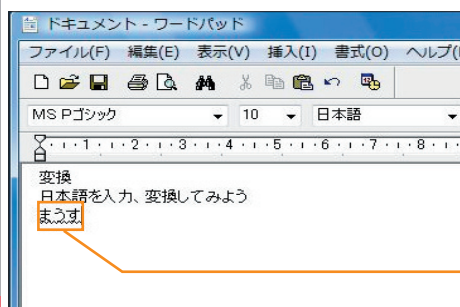 ドキュメント - ワードパッド
ファイル(F) 編集(E) 表示(V) 挿入(I) 書式(O) ヘルプ(
MS Pゴシック 10 日本語
1 2 3 4 5 6 7 8
変換
日本語を入力、変換してみよう
まうす